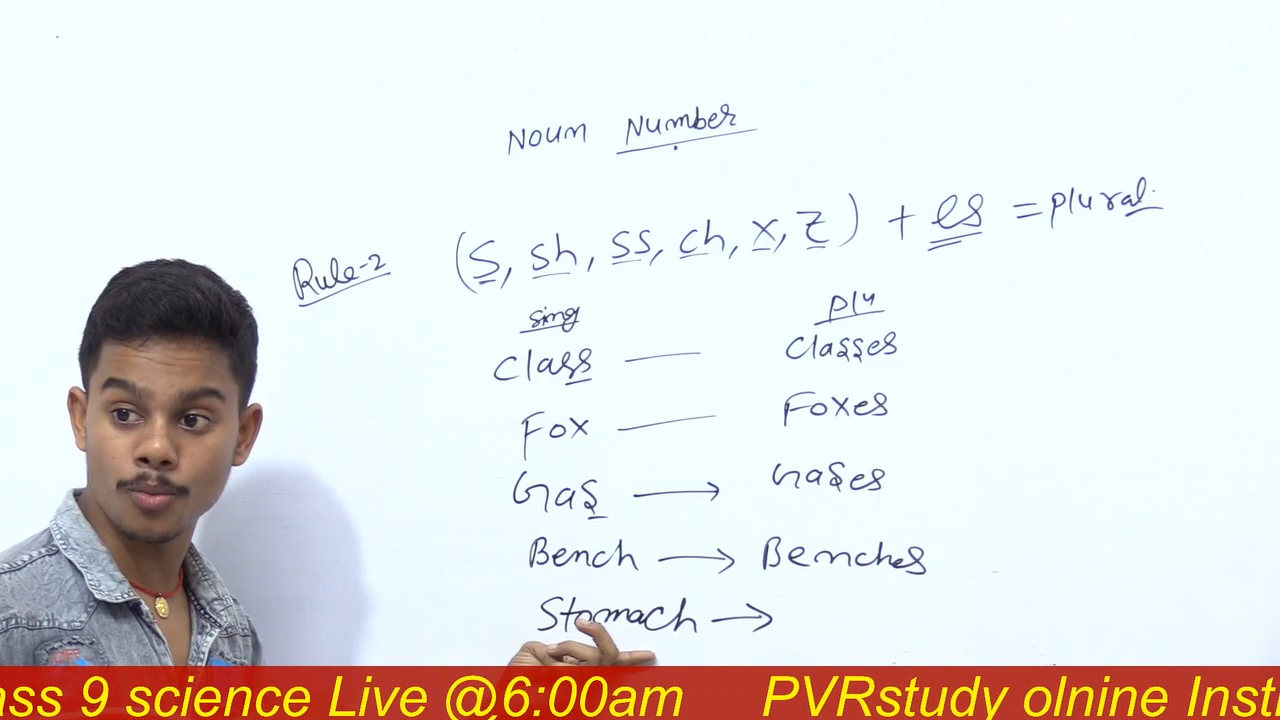 Noun Number
Rule-2 (S, sh, ss, ch, x, z) + es = plural.
sing plu
Class — Classes
Fox — Foxes
Gas → Gases
Bench → Benches
Stomach →
ass 9 science Live @6:00am PVRstudy olnine Inst